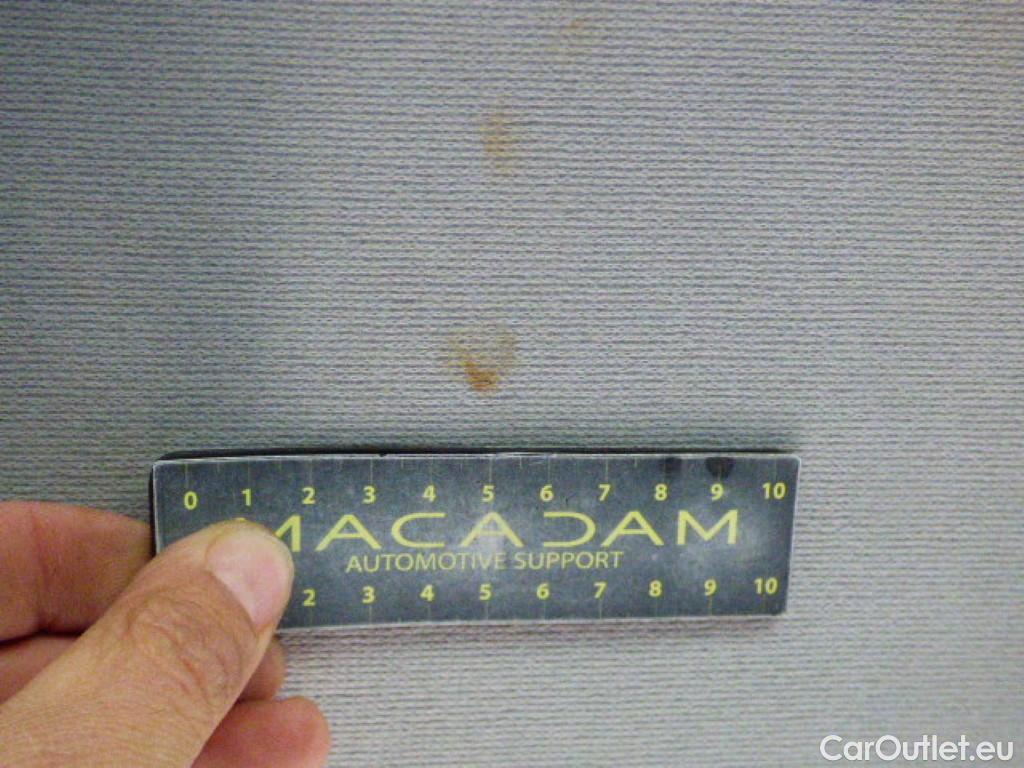 0 1 2 3 4 5 6 7 8 9 10
MACADAM
AUTOMOTIVE SUPPORT
2 3 4 5 6 7 8 9 10
CarOutlet.eu